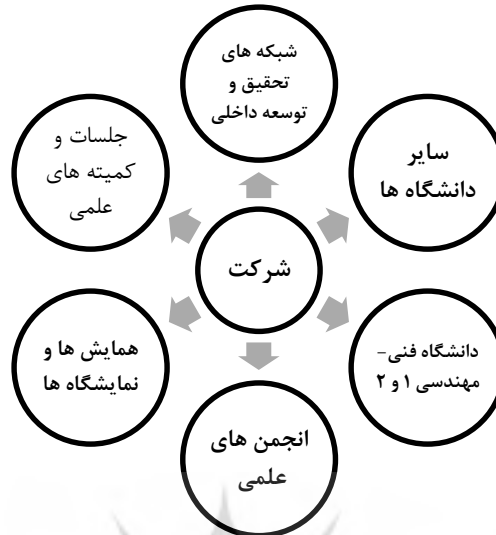 شبکه های
تحقیق و
توسعه داخلی
سایر
دانشگاه ها
دانشگاه فنی-
مهندسی ۱ و ۲
انجمن های
علمی
همایش ها و
نمایشگاه ها
جلسات و
کمیته های
علمی
شرکت